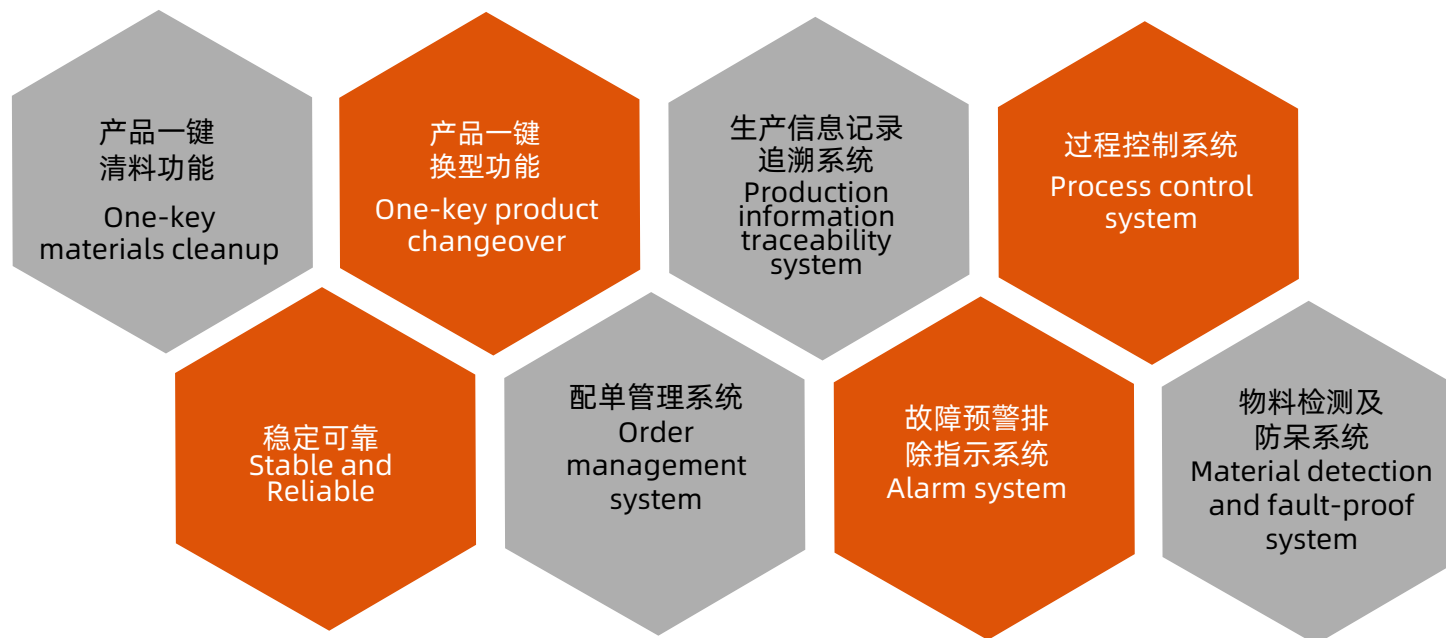 产品一键
清料功能
One-key
materials cleanup
产品一键
换型功能
One-key product
changeover
生产信息记录
追溯系统
Production
information
traceability
system
过程控制系统
Process control
system
稳定可靠
Stable and
Reliable
配单管理系统
Order
management
system
故障预警排
除指示系统
Alarm system
物料检测及
防呆系统
Material detection
and fault-proof
system